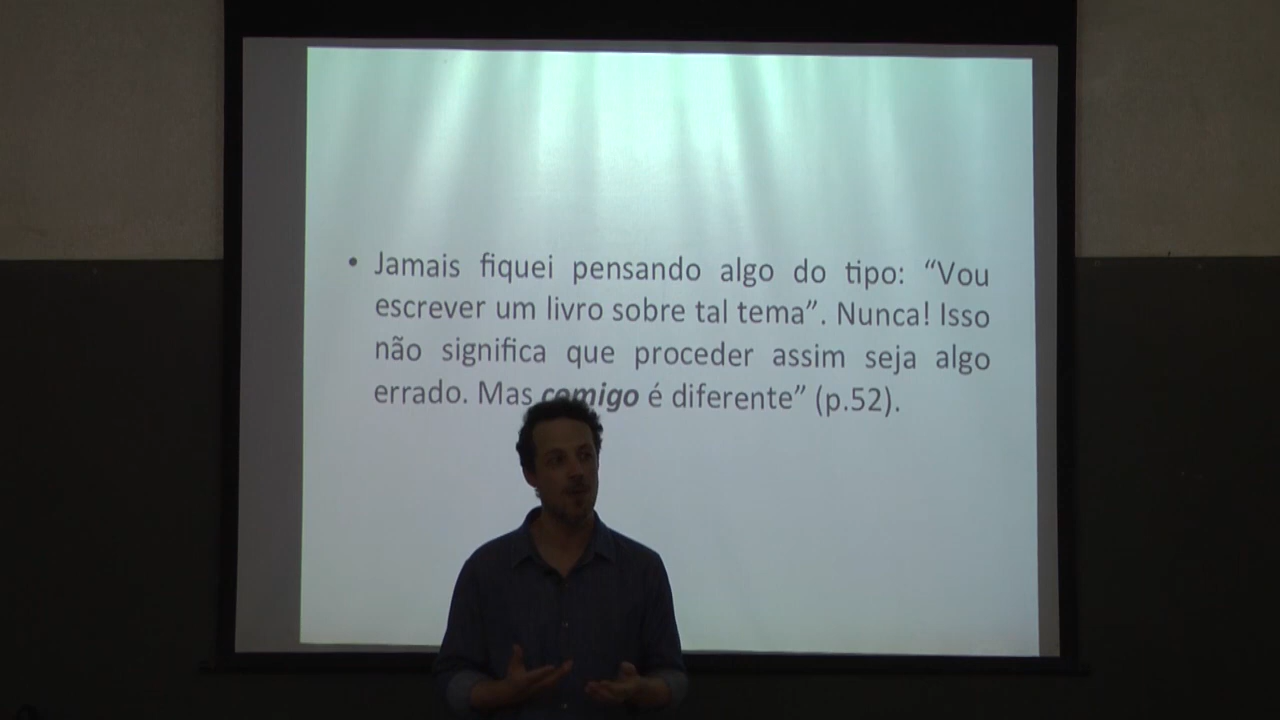 • Jamais fiquei pensando algo do tipo: “Vou
escrever um livro sobre tal tema”. Nunca! Isso
não significa que proceder assim seja algo
errado. Mas comigo é diferente” (p.52).